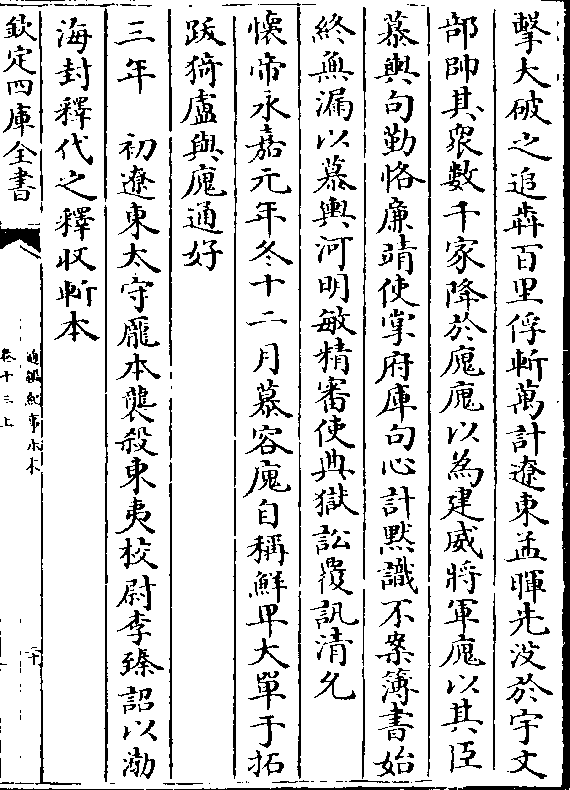 擊大破之追犇百里俘斬萬計遼東孟暉先沒於宇文
部帥其衆數千家降於廆廆以為建威將軍廆以其臣
慕輿句勤恪廉靖使掌府庫句心計黙識不案簿書始
終無漏以慕輿河明敏精審使典獄訟覆訊清允
懷帝永嘉元年冬十二月慕容廆自稱鮮卑大單于拓
跋猗盧與廆通好
三年　初遼東太守龎本襲殺東夷校尉李臻詔以渤
海封釋代之釋収斬本
欽定四庫全書
通鑑紀事本末
卷十三上